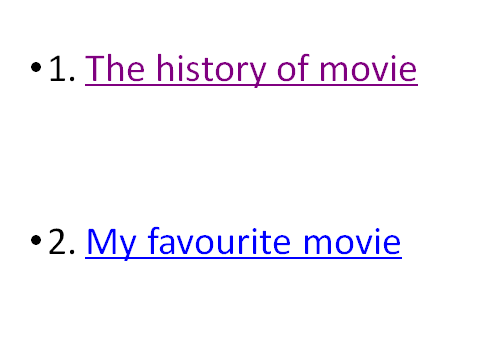 •1. The history of movie
•2. My favourite movie